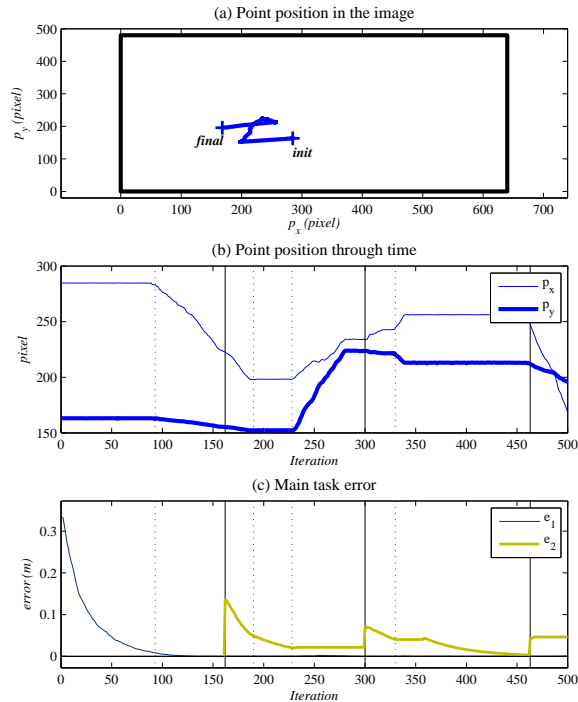 (a) Point position in the image
500
400
300
200
100
0
p_y (pixel)
final
init
0 100 200 300 400 500 600 700
p_x (pixel)
(b) Point position through time
300
250
200
150
pixel
p_x
p_y
0 50 100 150 200 250 300 350 400 450 500
Iteration
(c) Main task error
0.3
0.2
0.1
0
error (m)
e_1
e_2
0 50 100 150 200 250 300 350 400 450 500
Iteration